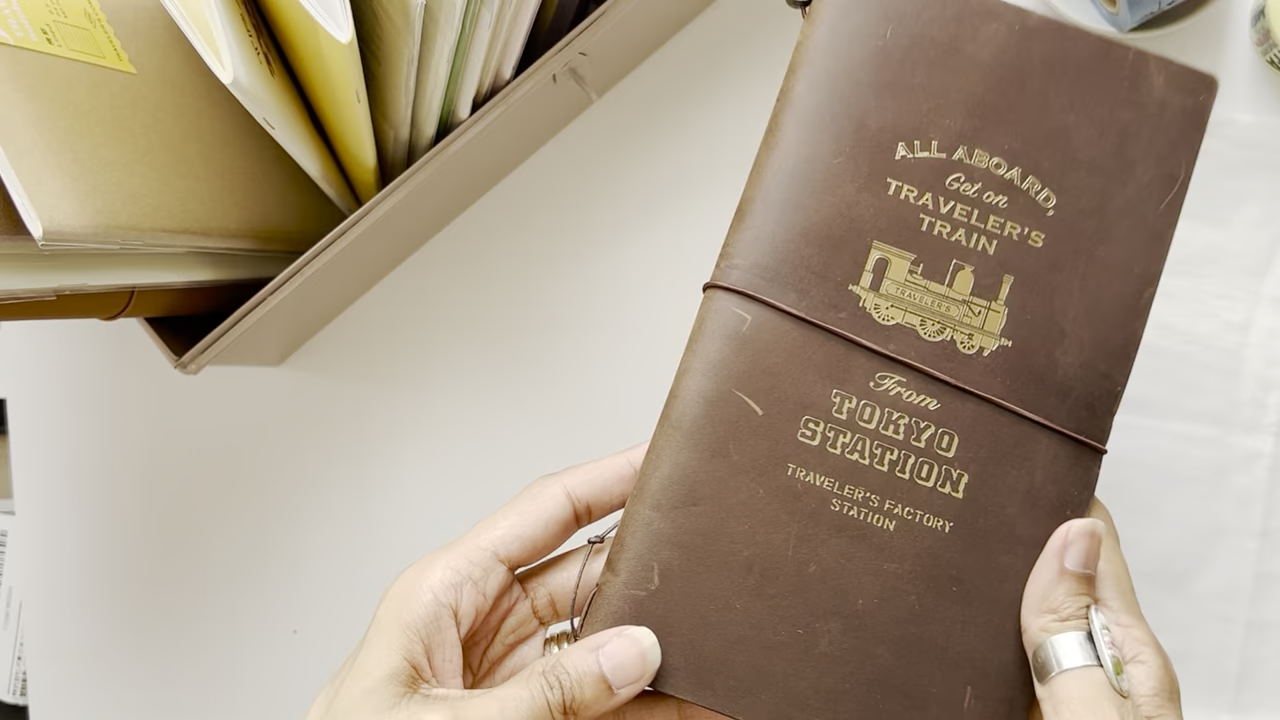 ALL ABOARD,
Get on
TRAVELER'S
TRAIN
TRAVELER'S
From
TOKYO
STATION
TRAVELER'S FACTORY
STATION